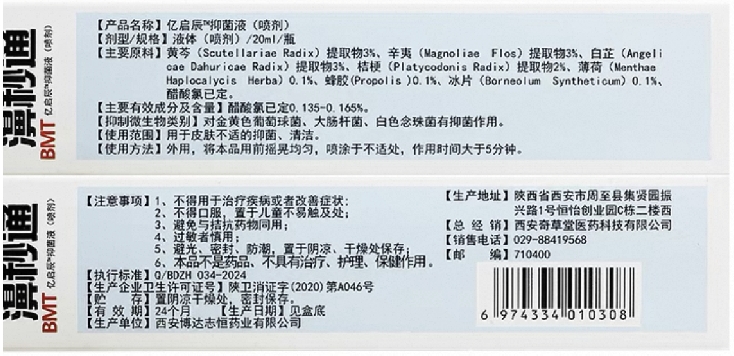 濞秒通
BMT 亿启辰™抑菌液（喷剂）
【产品名称】亿启辰™抑菌液（喷剂）
【剂型/规格】液体（喷剂）/20ml/瓶
【主要原料】黄芩（Scutellariae Radix）提取物3%、辛夷（Magnoliae Flos）提取物3%、白芷（Angeli
cae Dahuricae Radix）提取物3%、桔梗（Platycodonis Radix）提取物2%、薄荷（Menthae
Haplocalycis Herba）0.1%、蜂胶(Propolis)0.1%、冰片（Borneolum Syntheticum）0.1%、
醋酸氯已定。
【主要有效成分及含量】醋酸氯已定0.135-0.165%。
【抑制微生物类别】对金黄色葡萄球菌、大肠杆菌、白色念珠菌有抑菌作用。
【使用范围】用于皮肤不适的抑菌、清洁。
【使用方法】外用，将本品用前摇晃均匀，喷涂于不适处，作用时间大于5分钟。
濞秒通
BMT 亿启辰™抑菌液（喷剂）
【注意事项】1、不得用于治疗疾病或者改善症状；
2、不得口服，置于儿童不易触及处；
3、避免与拮抗药物同用；
4、过敏者慎用；
5、避光、密封、防潮，置于阴凉、干燥处保存；
6、本品不是药品，不具有治疗、护理、保健作用。
【执行标准】Q/BDZH 034-2024
【生产企业卫生许可证号】陕卫消证字(2020)第A046号
【贮 存】置阴凉干燥处，密封保存。
【有 效 期】24个月 【生产日期】见盒底
【生产单位】西安博达志恒药业有限公司
【生产地址】陕西省西安市周至县集贤园振
兴路1号恒怡创业园C栋二楼西
【总 经 销】西安奇草堂医药科技有限公司
【销售电话】029-88419568
【邮 编】710400
6 974334 010308